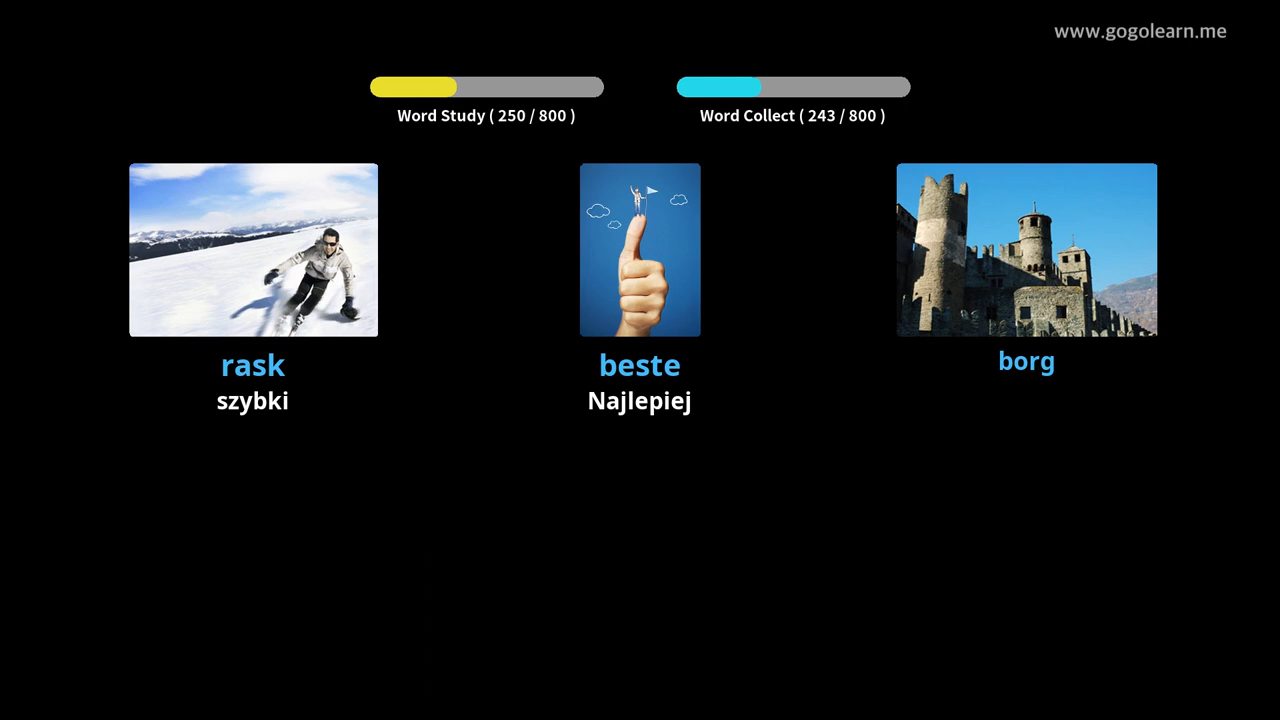 www.gogolearn.me
Word Study ( 250 / 800 )
Word Collect ( 243 / 800 )
rask
szybki
beste
Najlepiej
borg